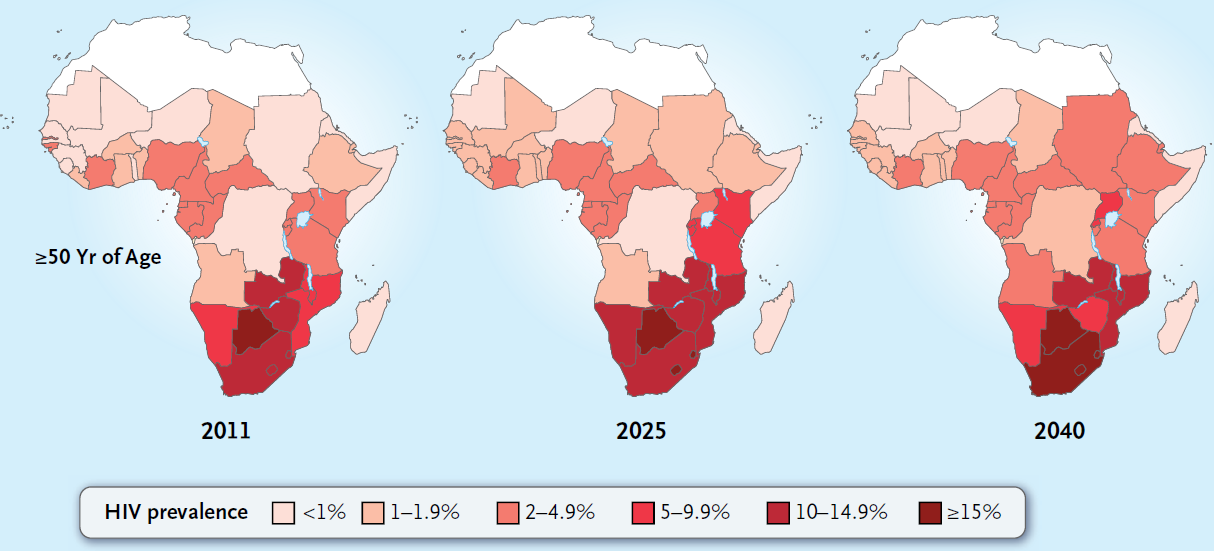 ≥50 Yr of Age
2011
2025
2040
HIV prevalence <1% 1–1.9% 2–4.9% 5–9.9% 10–14.9% ≥15%